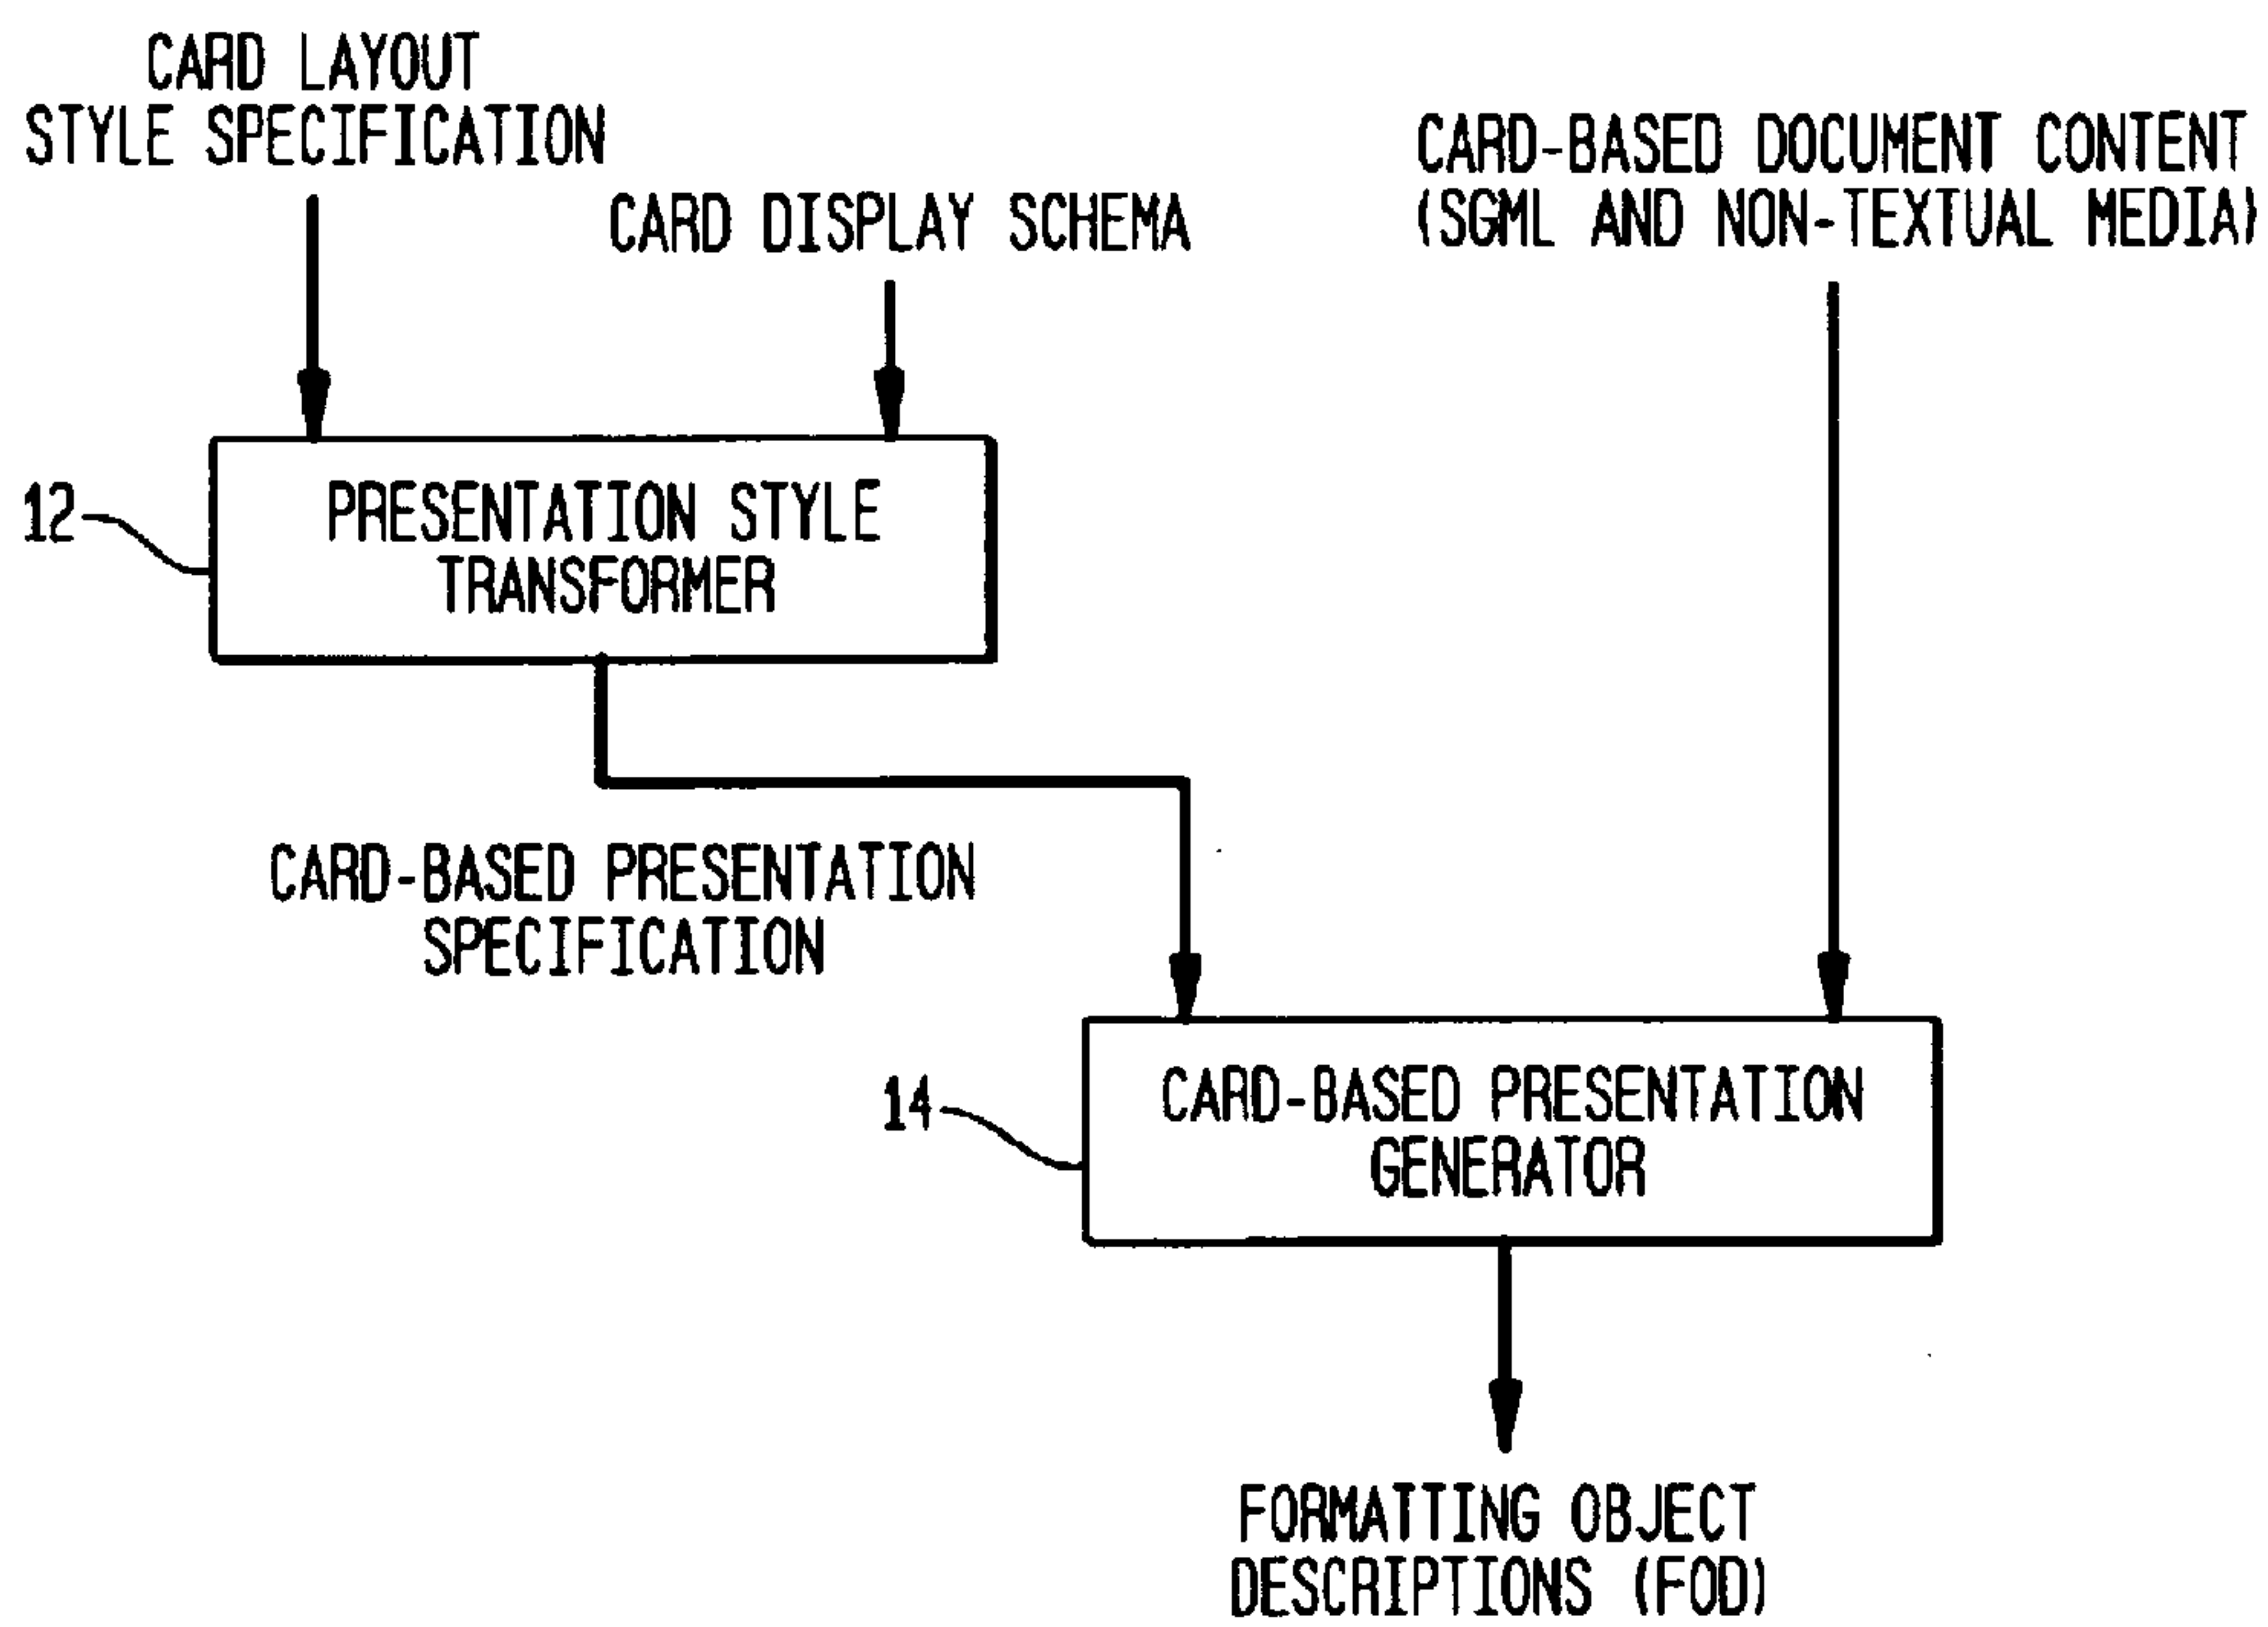 CARD LAYOUT
STYLE SPECIFICATION
CARD DISPLAY SCHEMA
CARD-BASED DOCUMENT CONTENT
(SGML AND NON-TEXTUAL MEDIA)
12
PRESENTATION STYLE
TRANSFORMER
CARD-BASED PRESENTATION
SPECIFICATION
14
CARD-BASED PRESENTATION
GENERATOR
FORMATTING OBJECT
DESCRIPTIONS (FOD)